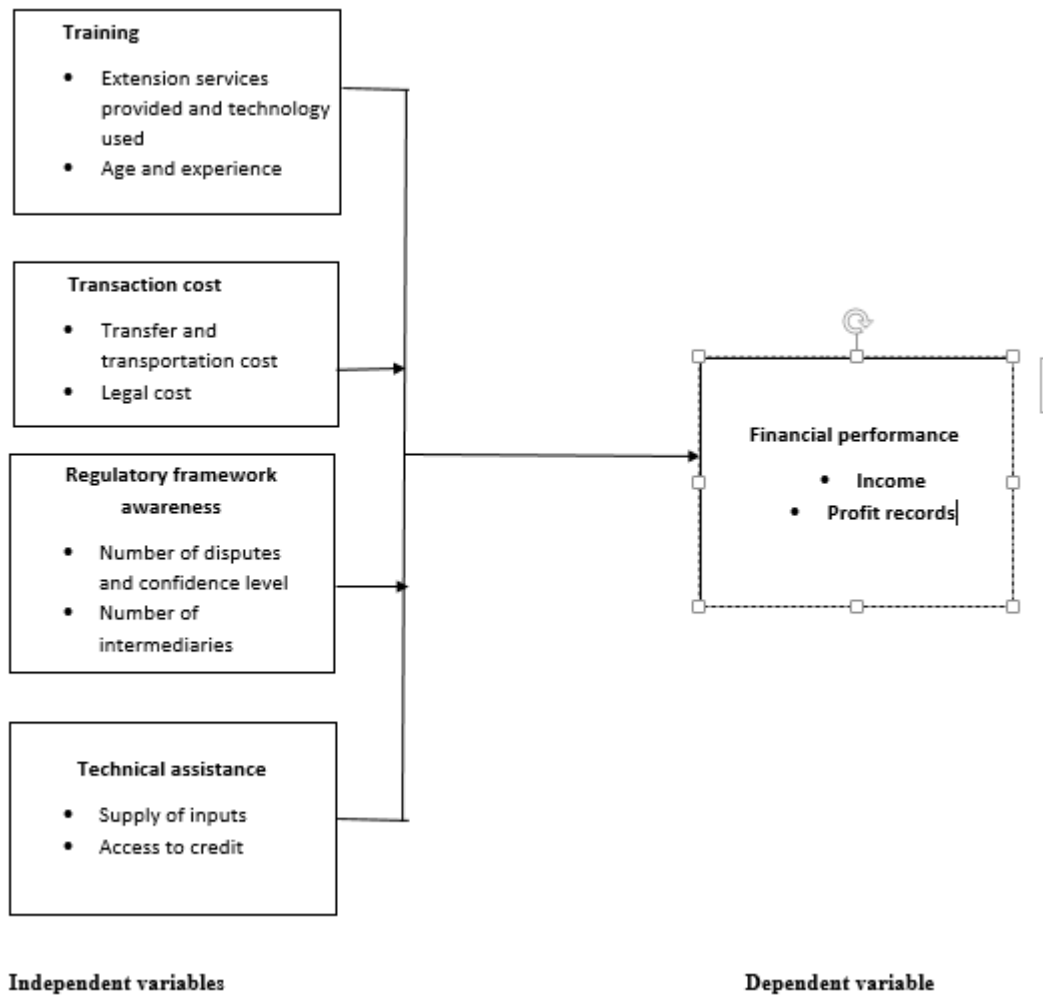 Training
• Extension services
provided and technology
used
• Age and experience
Transaction cost
• Transfer and
transportation cost
• Legal cost
Regulatory framework
awareness
• Number of disputes
and confidence level
• Number of
intermediaries
Technical assistance
• Supply of inputs
• Access to credit
Financial performance
• Income
• Profit records
Independent variables
Dependent variable